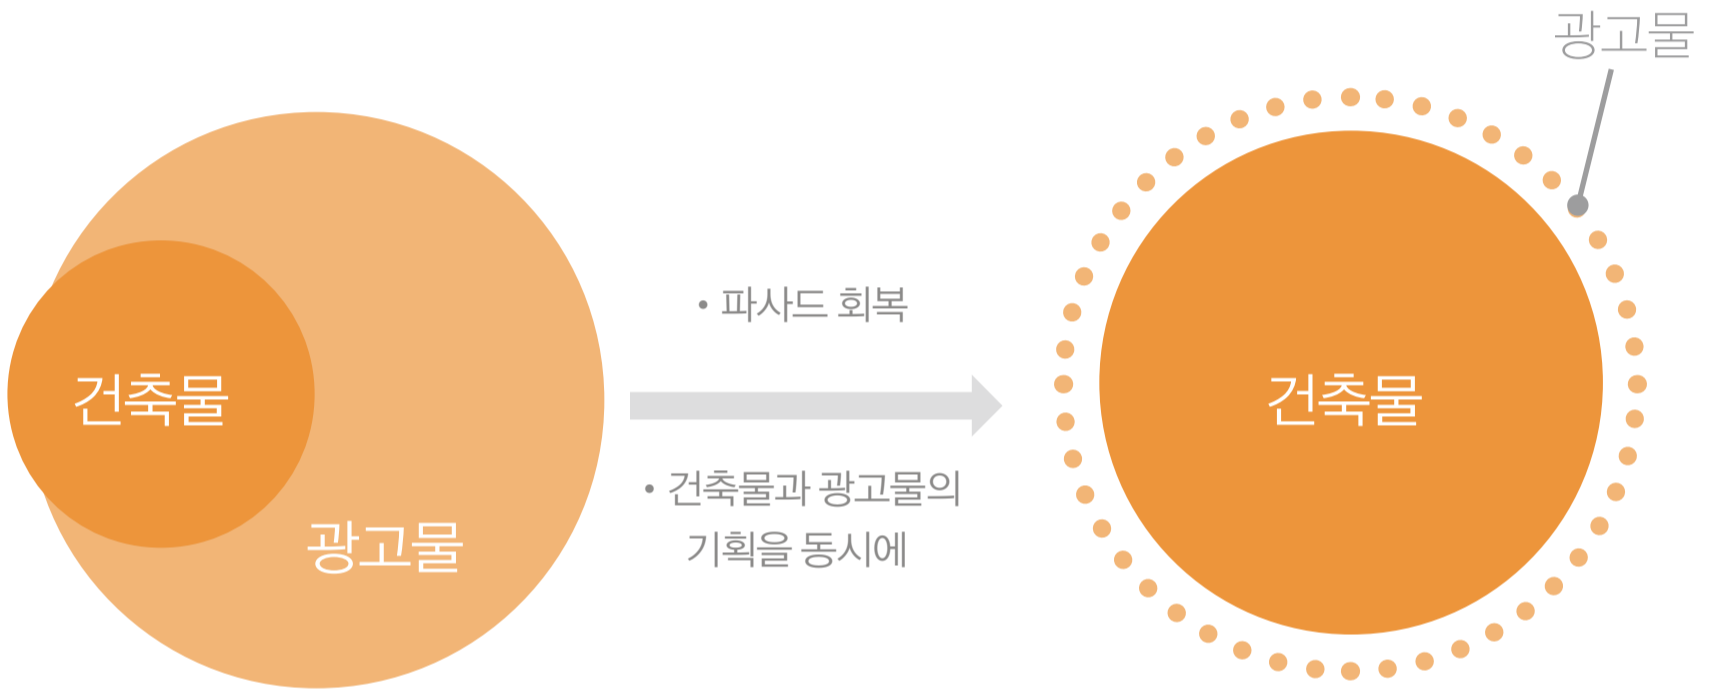 건축물
광고물
• 파사드 회복
• 건축물과 광고물의
기획을 동시에
광고물
건축물